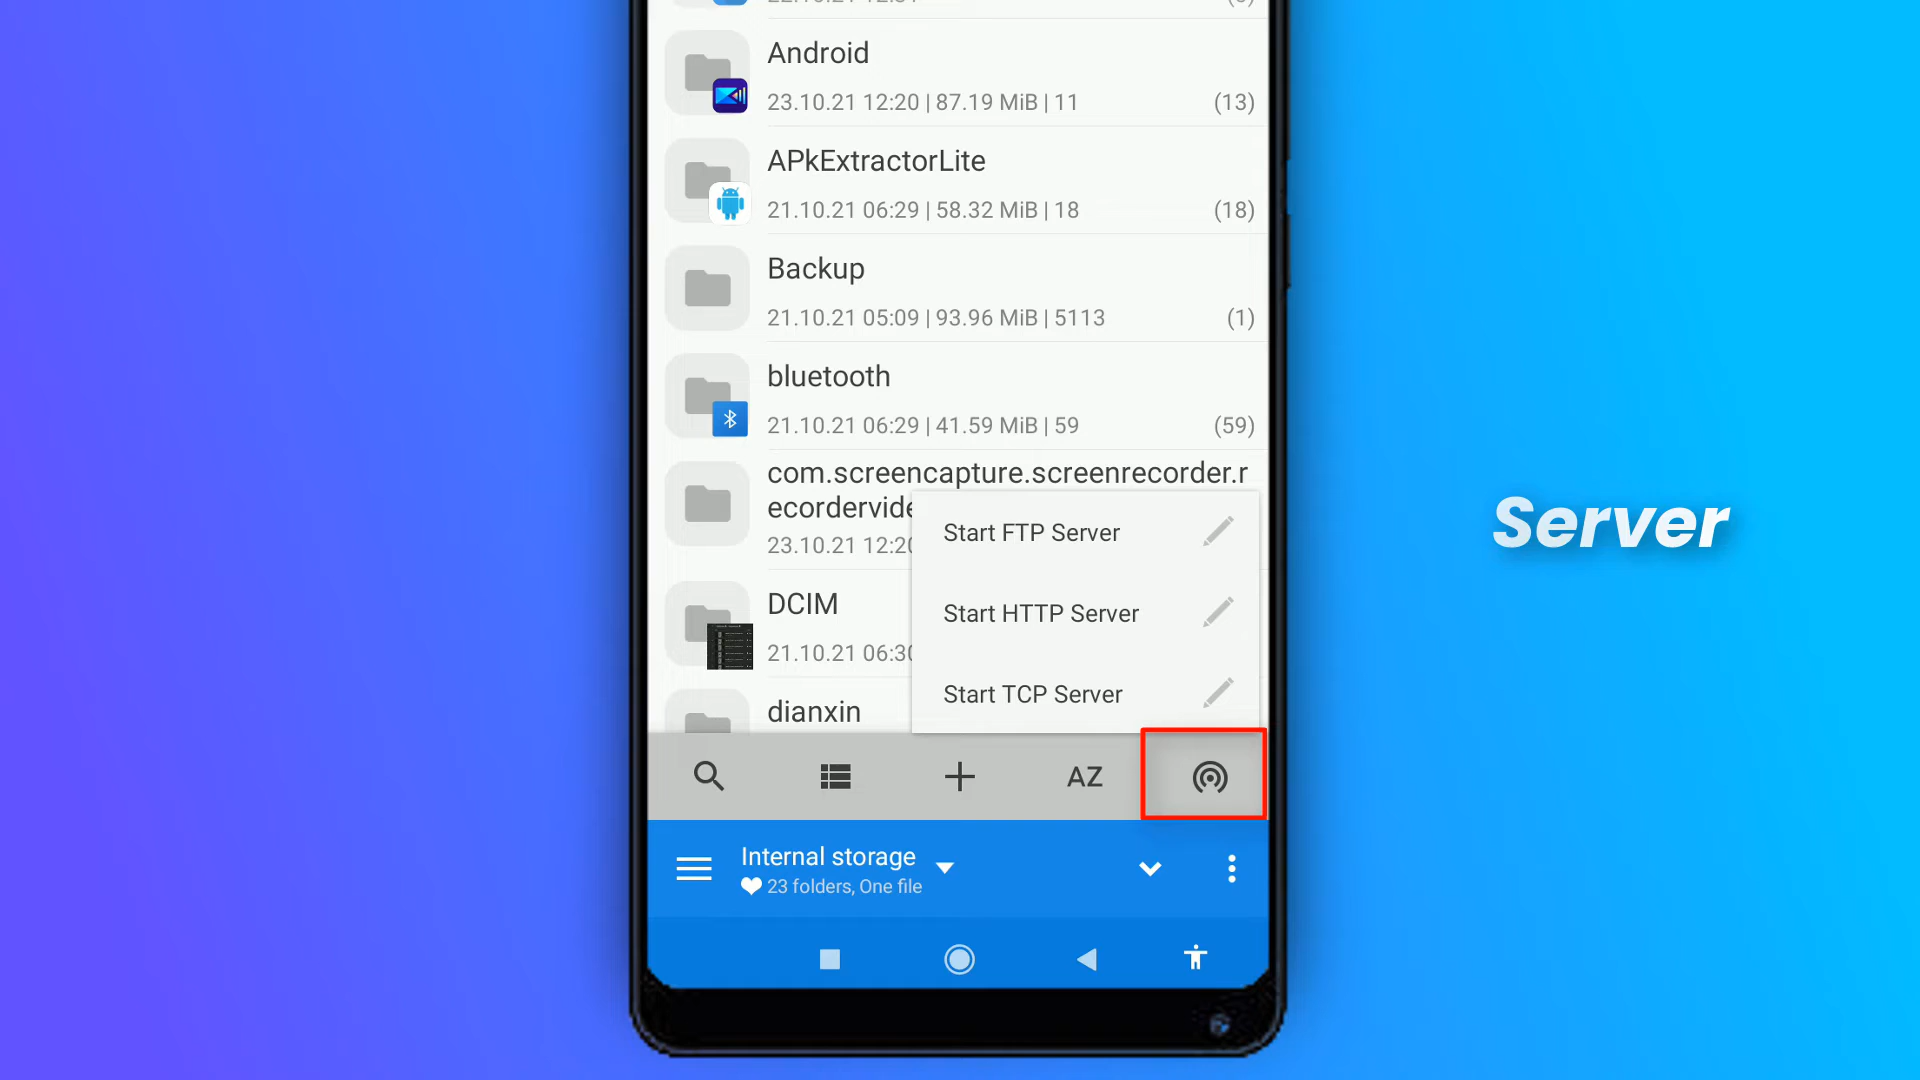 Android
23.10.21 12:20 | 87.19 MiB | 11 (13)
APkExtractorLite
21.10.21 06:29 | 58.32 MiB | 18 (18)
Backup
21.10.21 05:09 | 93.96 MiB | 5113 (1)
bluetooth
21.10.21 06:29 | 41.59 MiB | 59 (59)
com.screencapture.screenrecorder.r
ecordervide
23.10.21 12:20
Start FTP Server
Start HTTP Server
DCIM
21.10.21 06:30
Start TCP Server
dianxin
AZ
Internal storage
23 folders, One file
Server